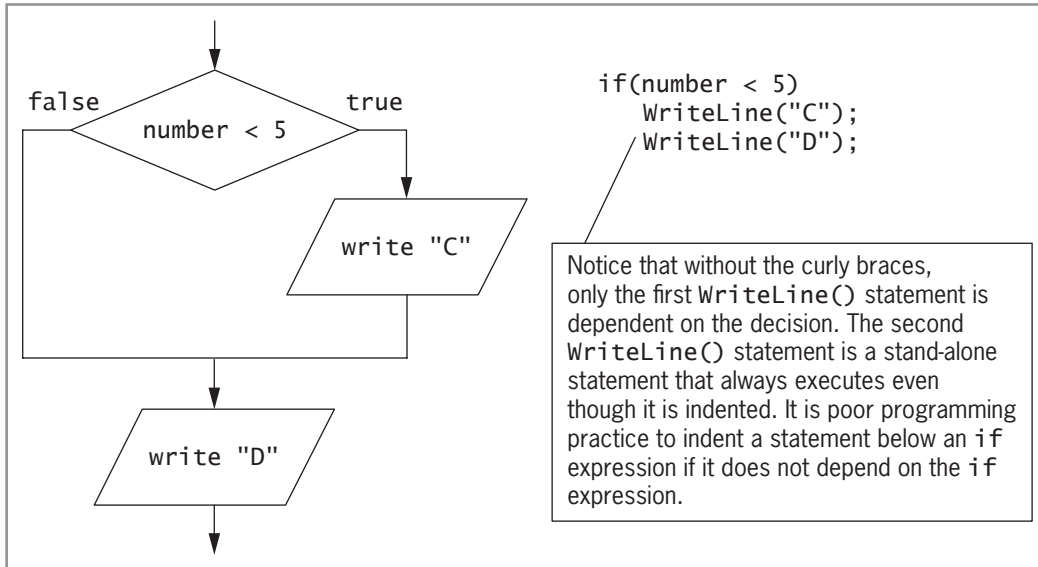 false
true
number < 5
write "C"
write "D"
if(number < 5)
WriteLine("C");
WriteLine("D");
Notice that without the curly braces,
only the first WriteLine() statement is
dependent on the decision. The second
WriteLine() statement is a stand-alone
statement that always executes even
though it is indented. It is poor programming
practice to indent a statement below an if
expression if it does not depend on the if
expression.